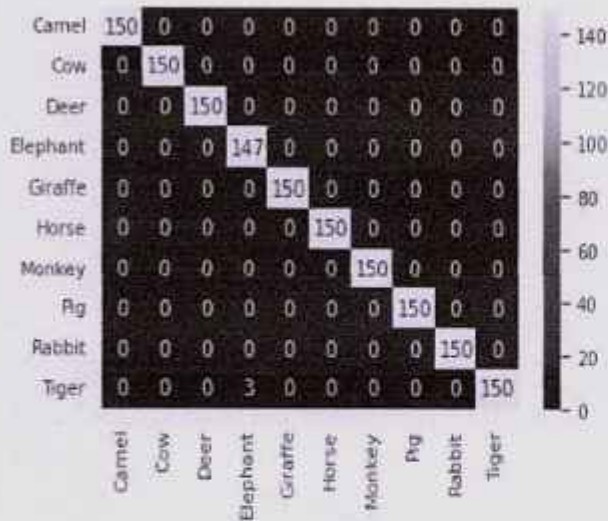 Camel 150 0 0 0 0 0 0 0 0 0
Cow 0 150 0 0 0 0 0 0 0 0
Deer 0 0 150 0 0 0 0 0 0 0
Elephant 0 0 0 147 0 0 0 0 0 0
Giraffe 0 0 0 0 150 0 0 0 0 0
Horse 0 0 0 0 0 150 0 0 0 0
Monkey 0 0 0 0 0 0 150 0 0 0
Pig 0 0 0 0 0 0 0 150 0 0
Rabbit 0 0 0 0 0 0 0 0 150 0
Tiger 0 0 0 3 0 0 0 0 0 150
Camel Cow Deer Elephant Giraffe Horse Monkey Pig Rabbit Tiger
140
120
100
80
60
40
20
0